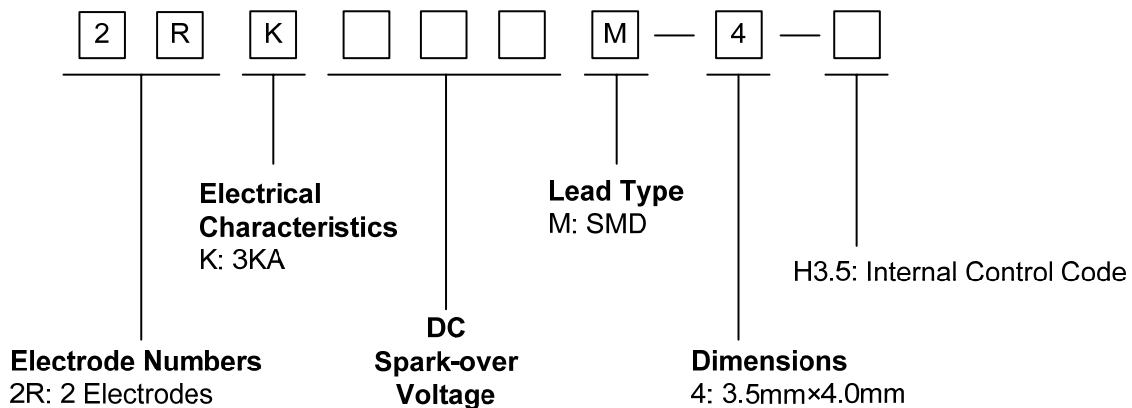 2 R K M — 4 —
Electrical
Characteristics
K: 3KA
Lead Type
M: SMD
H3.5: Internal Control Code
DC
Spark-over
Voltage
Electrode Numbers
2R: 2 Electrodes
Dimensions
4: 3.5mm×4.0mm